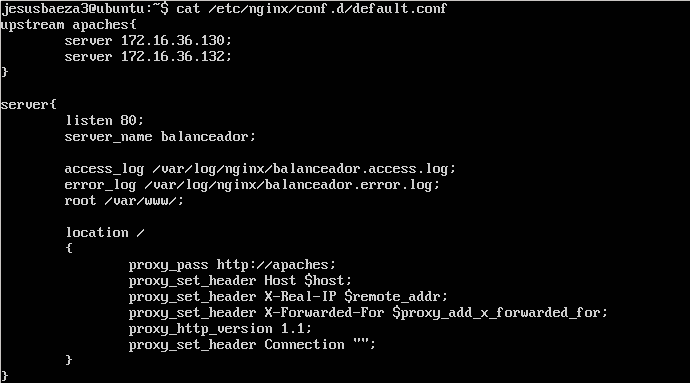 jesusbaeza3@ubuntu:~$ cat /etc/nginx/conf.d/default.conf
upstream apaches{
        server 172.16.36.130;
        server 172.16.36.132;
}

server{
        listen 80;
        server_name balanceador;

        access_log /var/log/nginx/balanceador.access.log;
        error_log /var/log/nginx/balanceador.error.log;
        root /var/www/;

        location /
        {
                proxy_pass http://apaches;
                proxy_set_header Host $host;
                proxy_set_header X-Real-IP $remote_addr;
                proxy_set_header X-Forwarded-For $proxy_add_x_forwarded_for;
                proxy_http_version 1.1;
                proxy_set_header Connection "";
        }
}